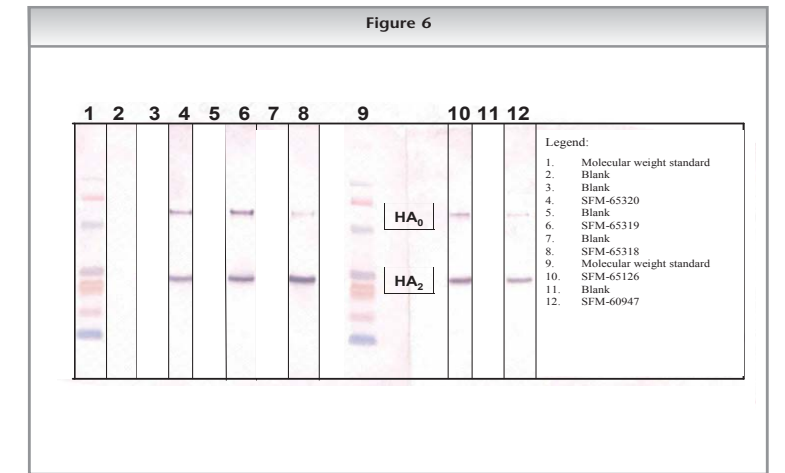 Figure 6
1 2 3 4 5 6 7 8 9 10 11 12
HA₀
HA₂
Legend:
1. Molecular weight standard
2. Blank
3. Blank
4. SFM-65320
5. Blank
6. SFM-65319
7. Blank
8. SFM-65318
9. Molecular weight standard
10. SFM-65126
11. Blank
12. SFM-60947